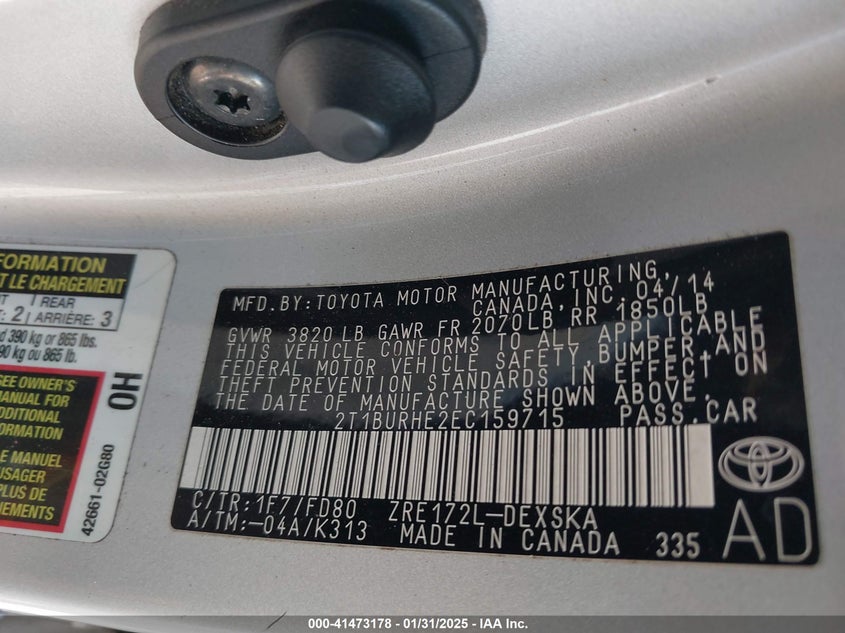 FORMATION
T LE CHARGEMENT
REAR
: 2 ARRIÈRE: 3
390 kg or 865 lbs.
90 kg ou 865 lb.
SEE OWNER'S
MANUAL FOR
ADDITIONAL
FORMATION
LE MANUEL
USAGER
PLUS DE
NEMENTS
OH
42661-02G80
MFD. BY: TOYOTA MOTOR MANUFACTURING,
CANADA, INC. 04/14
GVWR 3820 LB GAWR FR 2070LB, RR 1850LB
THIS VEHICLE CONFORMS TO ALL APPLICABLE
FEDERAL MOTOR VEHICLE SAFETY, BUMPER, AND
THEFT PREVENTION STANDARDS IN EFFECT ON
THE DATE OF MANUFACTURE SHOWN ABOVE.
2T1BURHE2EC159715 PASS. CAR
C/TR: 1F7/FD80 ZRE172L-DEXSKA
A/TM: -04A/K313 MADE IN CANADA 335
AD
000-41473178 - 01/31/2025 - IAA Inc.